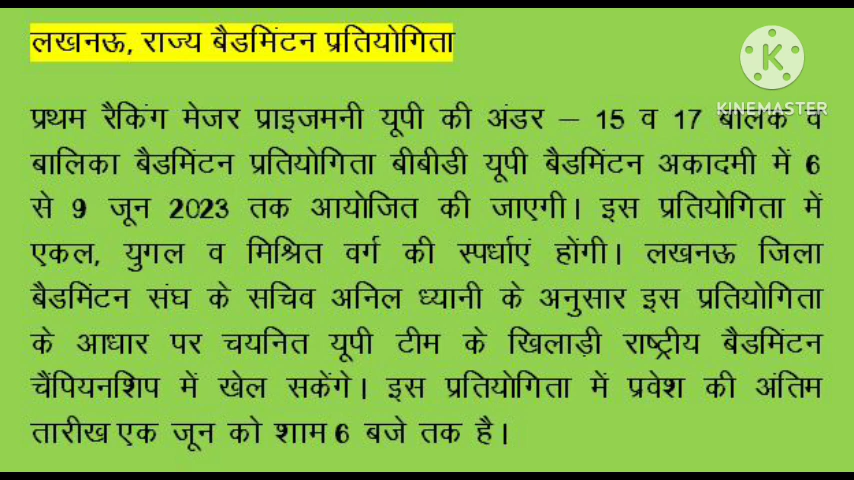 लखनऊ, राज्य बैडमिंटन प्रतियोगिता
KINEMASTER
प्रथम रैकिंग मेजर प्राइजमनी यूपी की अंडर – 15 व 17 बालक व
बालिका बैडमिंटन प्रतियोगिता बीबीडी यूपी बैडमिंटन अकादमी में 6
से 9 जून 2023 तक आयोजित की जाएगी। इस प्रतियोगिता में
एकल, युगल व मिश्रित वर्ग की स्पर्धाएं होंगी। लखनऊ जिला
बैडमिंटन संघ के सचिव अनिल ध्यानी के अनुसार इस प्रतियोगिता
के आधार पर चयनित यूपी टीम के खिलाड़ी राष्ट्रीय बैडमिंटन
चैंपियनशिप में खेल सकेंगे। इस प्रतियोगिता में प्रवेश की अंतिम
तारीख एक जून को शाम 6 बजे तक है।